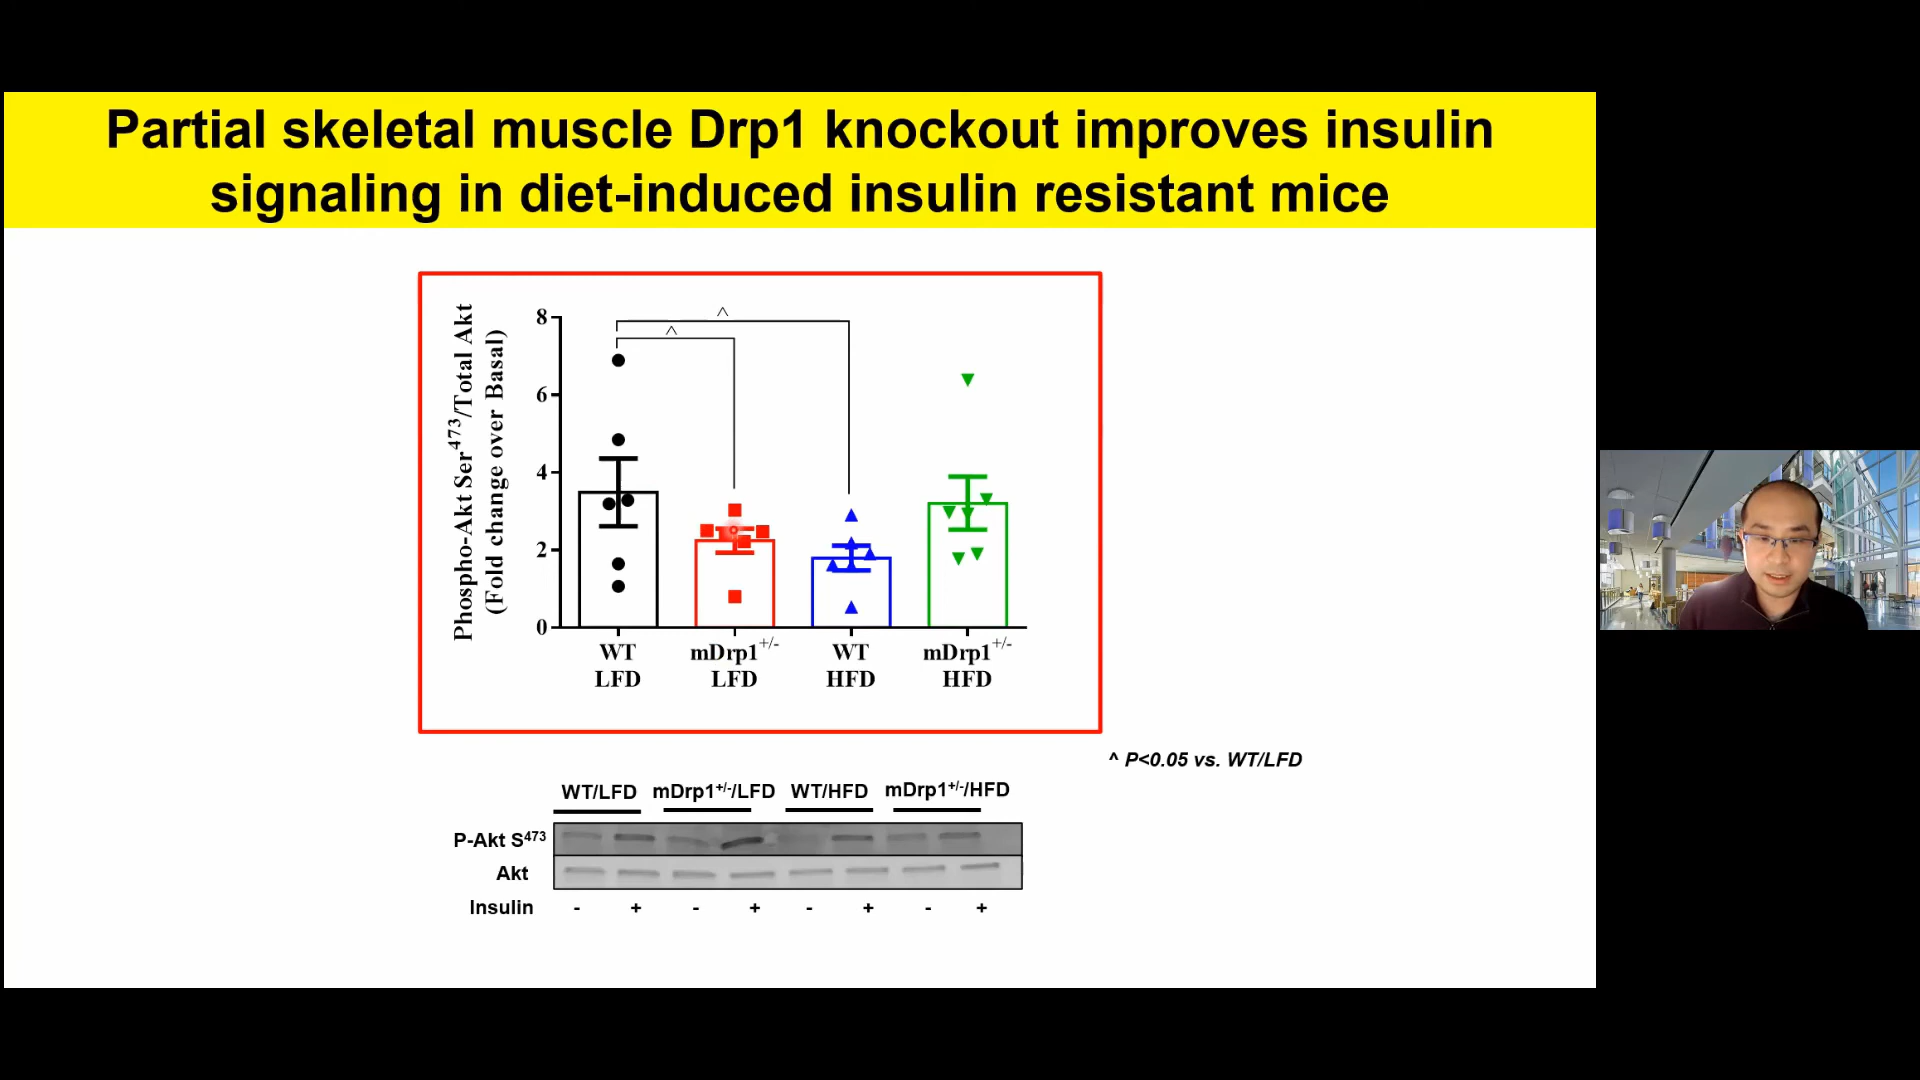 Partial skeletal muscle Drp1 knockout improves insulin
signaling in diet-induced insulin resistant mice
Phospho-Akt Ser473/Total Akt
(Fold change over Basal)
8
6
4
2
0
^
^
WT
LFD
mDrp1+/-
LFD
WT
HFD
mDrp1+/-
HFD
^ P<0.05 vs. WT/LFD
WT/LFD mDrp1+/-/LFD WT/HFD mDrp1+/-/HFD
P-Akt S473
Akt
Insulin - + - + - + - +